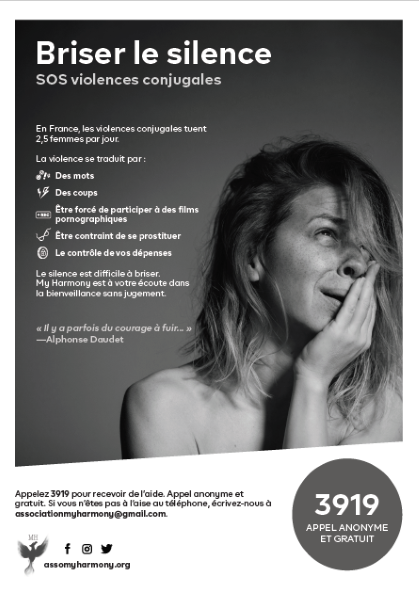 Briser le silence
SOS violences conjugales
En France, les violences conjugales tuent
2,5 femmes par jour.
La violence se traduit par :
Des mots
Des coups
Être forcé de participer à des films
pornographiques
Être contraint de se prostituer
Le contrôle de vos dépenses
Le silence est difficile à briser.
My Harmony est à votre écoute dans
la bienveillance sans jugement.
« Il y a parfois du courage à fuir... »
—Alphonse Daudet
Appelez 3919 pour recevoir de l'aide. Appel anonyme et
gratuit. Si vous n'êtes pas à l'aise au téléphone, écrivez-nous à
associationmyharmony@gmail.com.
3919
APPEL ANONYME
ET GRATUIT
MH
assomyharmony.org